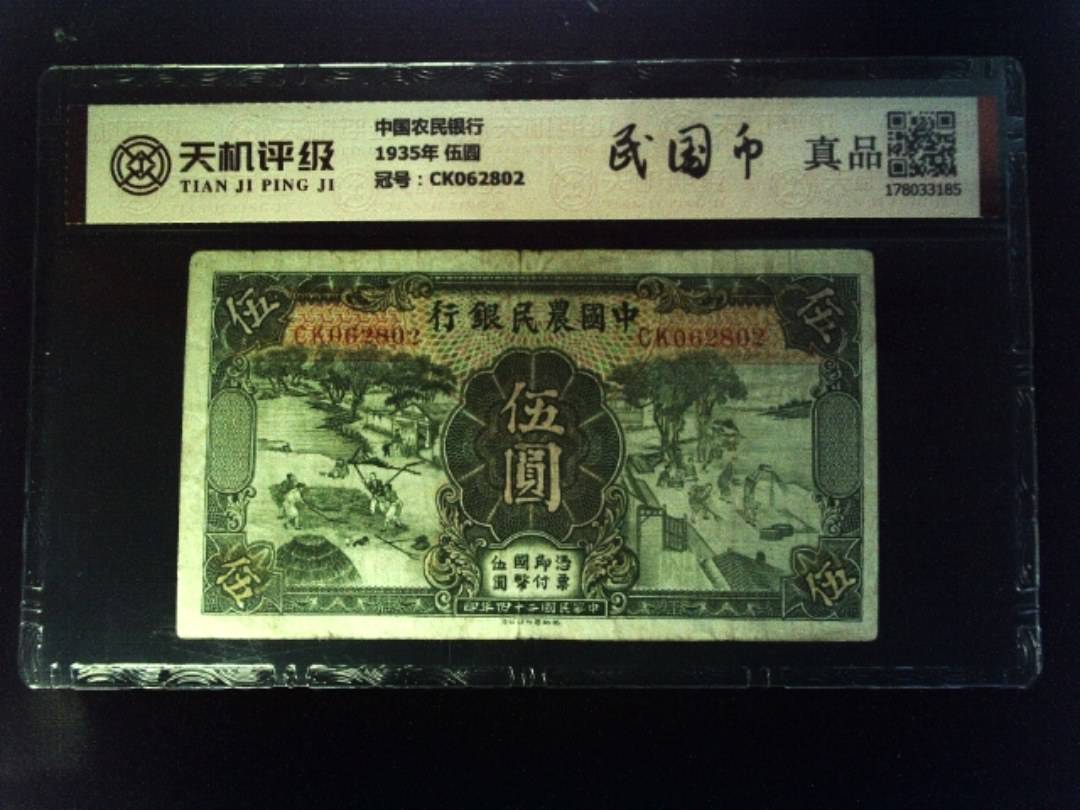 天机评级
TIAN JI PING JI
中国农民银行
1935年 伍圆
冠号：CK062802
民国币
真品
178033185
伍
伍
行銀民農國中
CK062802
CK062802
伍
圓
憑票
即付
國幣
伍圓
年四十二國民華中
伍
伍